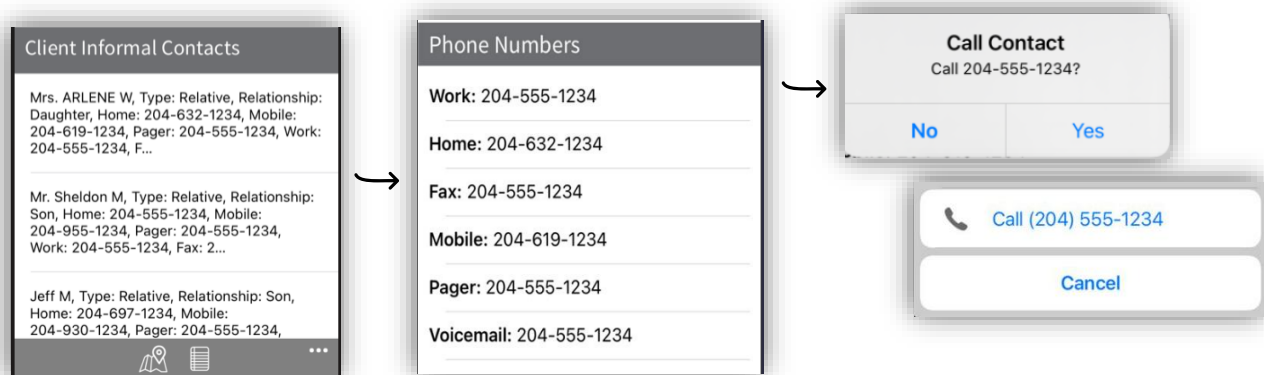 Client Informal Contacts
Mrs. ARLENE W, Type: Relative, Relationship:
Daughter, Home: 204-632-1234, Mobile:
204-619-1234, Pager: 204-555-1234, Work:
204-555-1234, F...
Mr. Sheldon M, Type: Relative, Relationship:
Son, Home: 204-555-1234, Mobile:
204-955-1234, Pager: 204-555-1234,
Work: 204-555-1234, Fax: 2...
Jeff M, Type: Relative, Relationship: Son,
Home: 204-697-1234, Mobile:
204-930-1234, Pager: 204-555-1234,
Phone Numbers
Work: 204-555-1234
Home: 204-632-1234
Fax: 204-555-1234
Mobile: 204-619-1234
Pager: 204-555-1234
Voicemail: 204-555-1234
Call Contact
Call 204-555-1234?
No
Yes
Call (204) 555-1234
Cancel